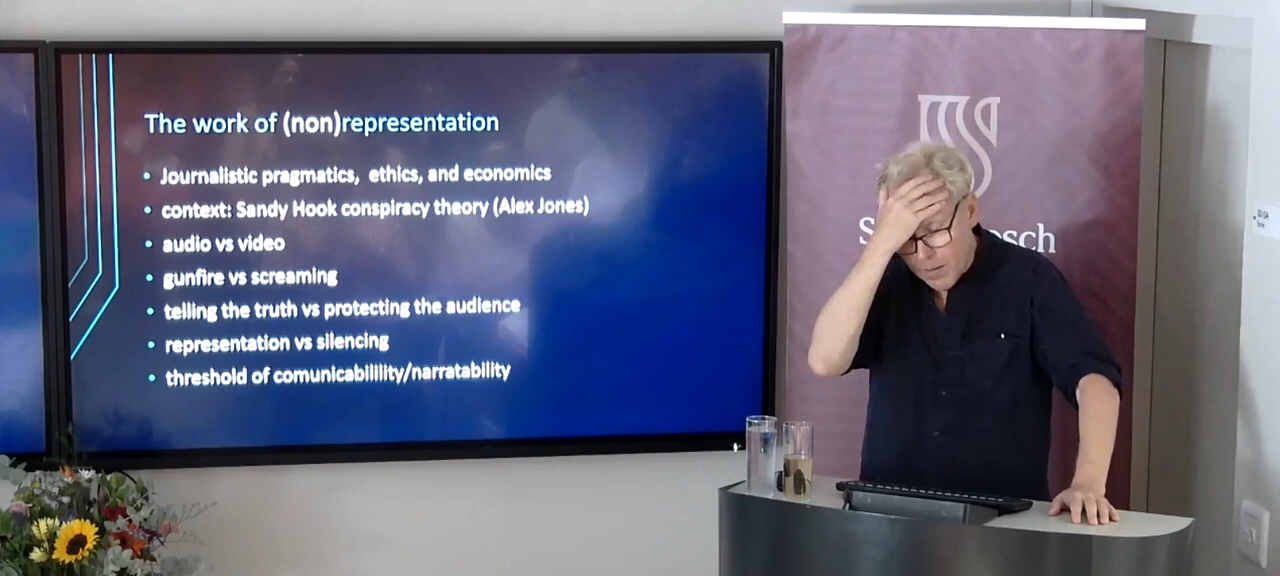 The work of (non)representation
• Journalistic pragmatics, ethics, and economics
• context: Sandy Hook conspiracy theory (Alex Jones)
• audio vs video
• gunfire vs screaming
• telling the truth vs protecting the audience
• representation vs silencing
• threshold of comunicabilility/narratability